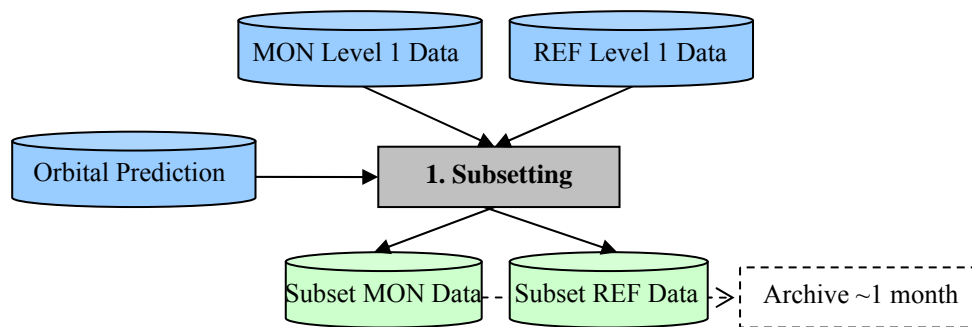 MON Level 1 Data
REF Level 1 Data
Orbital Prediction
1. Subsetting
Subset MON Data
Subset REF Data
Archive ~1 month